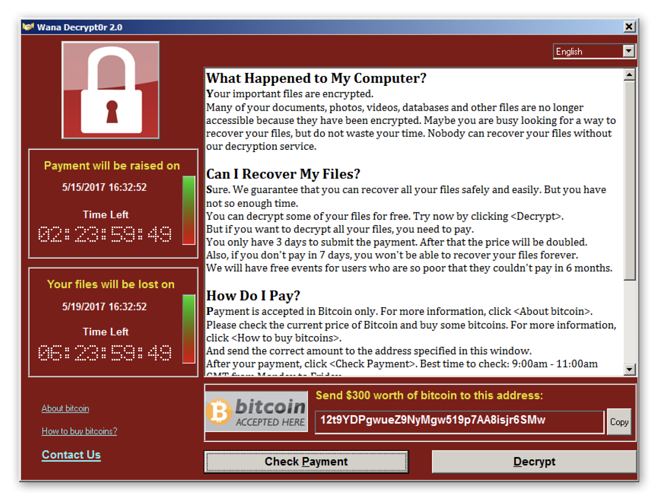 Wana Decrypt0r 2.0
English
What Happened to My Computer?
Your important files are encrypted.
Many of your documents, photos, videos, databases and other files are no longer
accessible because they have been encrypted. Maybe you are busy looking for a way to
recover your files, but do not waste your time. Nobody can recover your files without
our decryption service.
Can I Recover My Files?
Sure. We guarantee that you can recover all your files safely and easily. But you have
not so enough time.
You can decrypt some of your files for free. Try now by clicking <Decrypt>.
But if you want to decrypt all your files, you need to pay.
You only have 3 days to submit the payment. After that the price will be doubled.
Also, if you don't pay in 7 days, you won't be able to recover your files forever.
We will have free events for users who are so poor that they couldn't pay in 6 months.
How Do I Pay?
Payment is accepted in Bitcoin only. For more information, click <About bitcoin>.
Please check the current price of Bitcoin and buy some bitcoins. For more information,
click <How to buy bitcoins>.
And send the correct amount to the address specified in this window.
After your payment, click <Check Payment>. Best time to check: 9:00am - 11:00am
GMT from Monday to Friday.
Payment will be raised on
5/15/2017 16:32:52
Time Left
02:23:59:49
Your files will be lost on
5/19/2017 16:32:52
Time Left
06:23:59:49
About bitcoin
How to buy bitcoins?
Contact Us
bitcoin
ACCEPTED HERE
Send $300 worth of bitcoin to this address:
12t9YDPgwueZ9NyMgw519p7AA8isjr6SMw
Copy
Check Payment
Decrypt